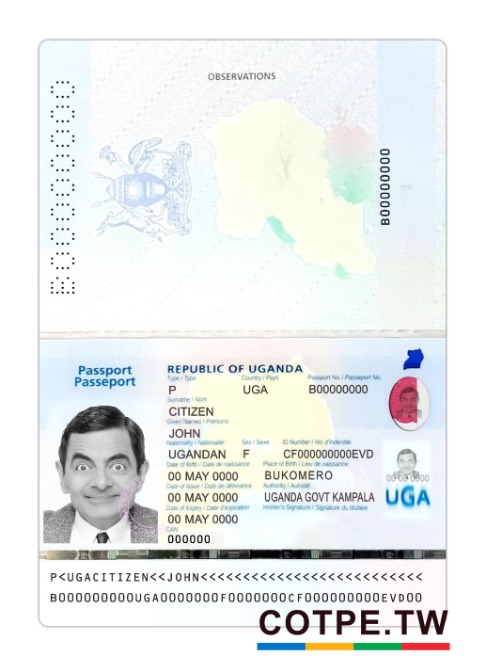 OBSERVATIONS
B00000000
B00000000
Passport
Passeport
REPUBLIC OF UGANDA
Type / Type Country / Pays Passport No. / Passeport No.
P UGA B00000000
Surname / Nom
CITIZEN
Given Names / Prénoms
JOHN
Nationality / Nationalité Sex / Sexe ID Number / No. d'indentite
UGANDAN F CF000000000EVD
Date of Birth / Date de naissance Place of Birth / Lieu de naissance
00 MAY 0000 BUKOMERO
Date of Issue / Date de délivrance Authority / Autorité
00 MAY 0000 UGANDA GOVT KAMPALA
Date of Expiry / Date d'expiration Holder's Signature / Signature du titulaire
00 MAY 0000
CAN
000000
00 00 0000
UGA
P<UGACITIZEN<<JOHN<<<<<<<<<<<<<<<<<<<<<<<<<<
B000000000UGA0000000F0000000CF000000000EVD00
COTPE.TW